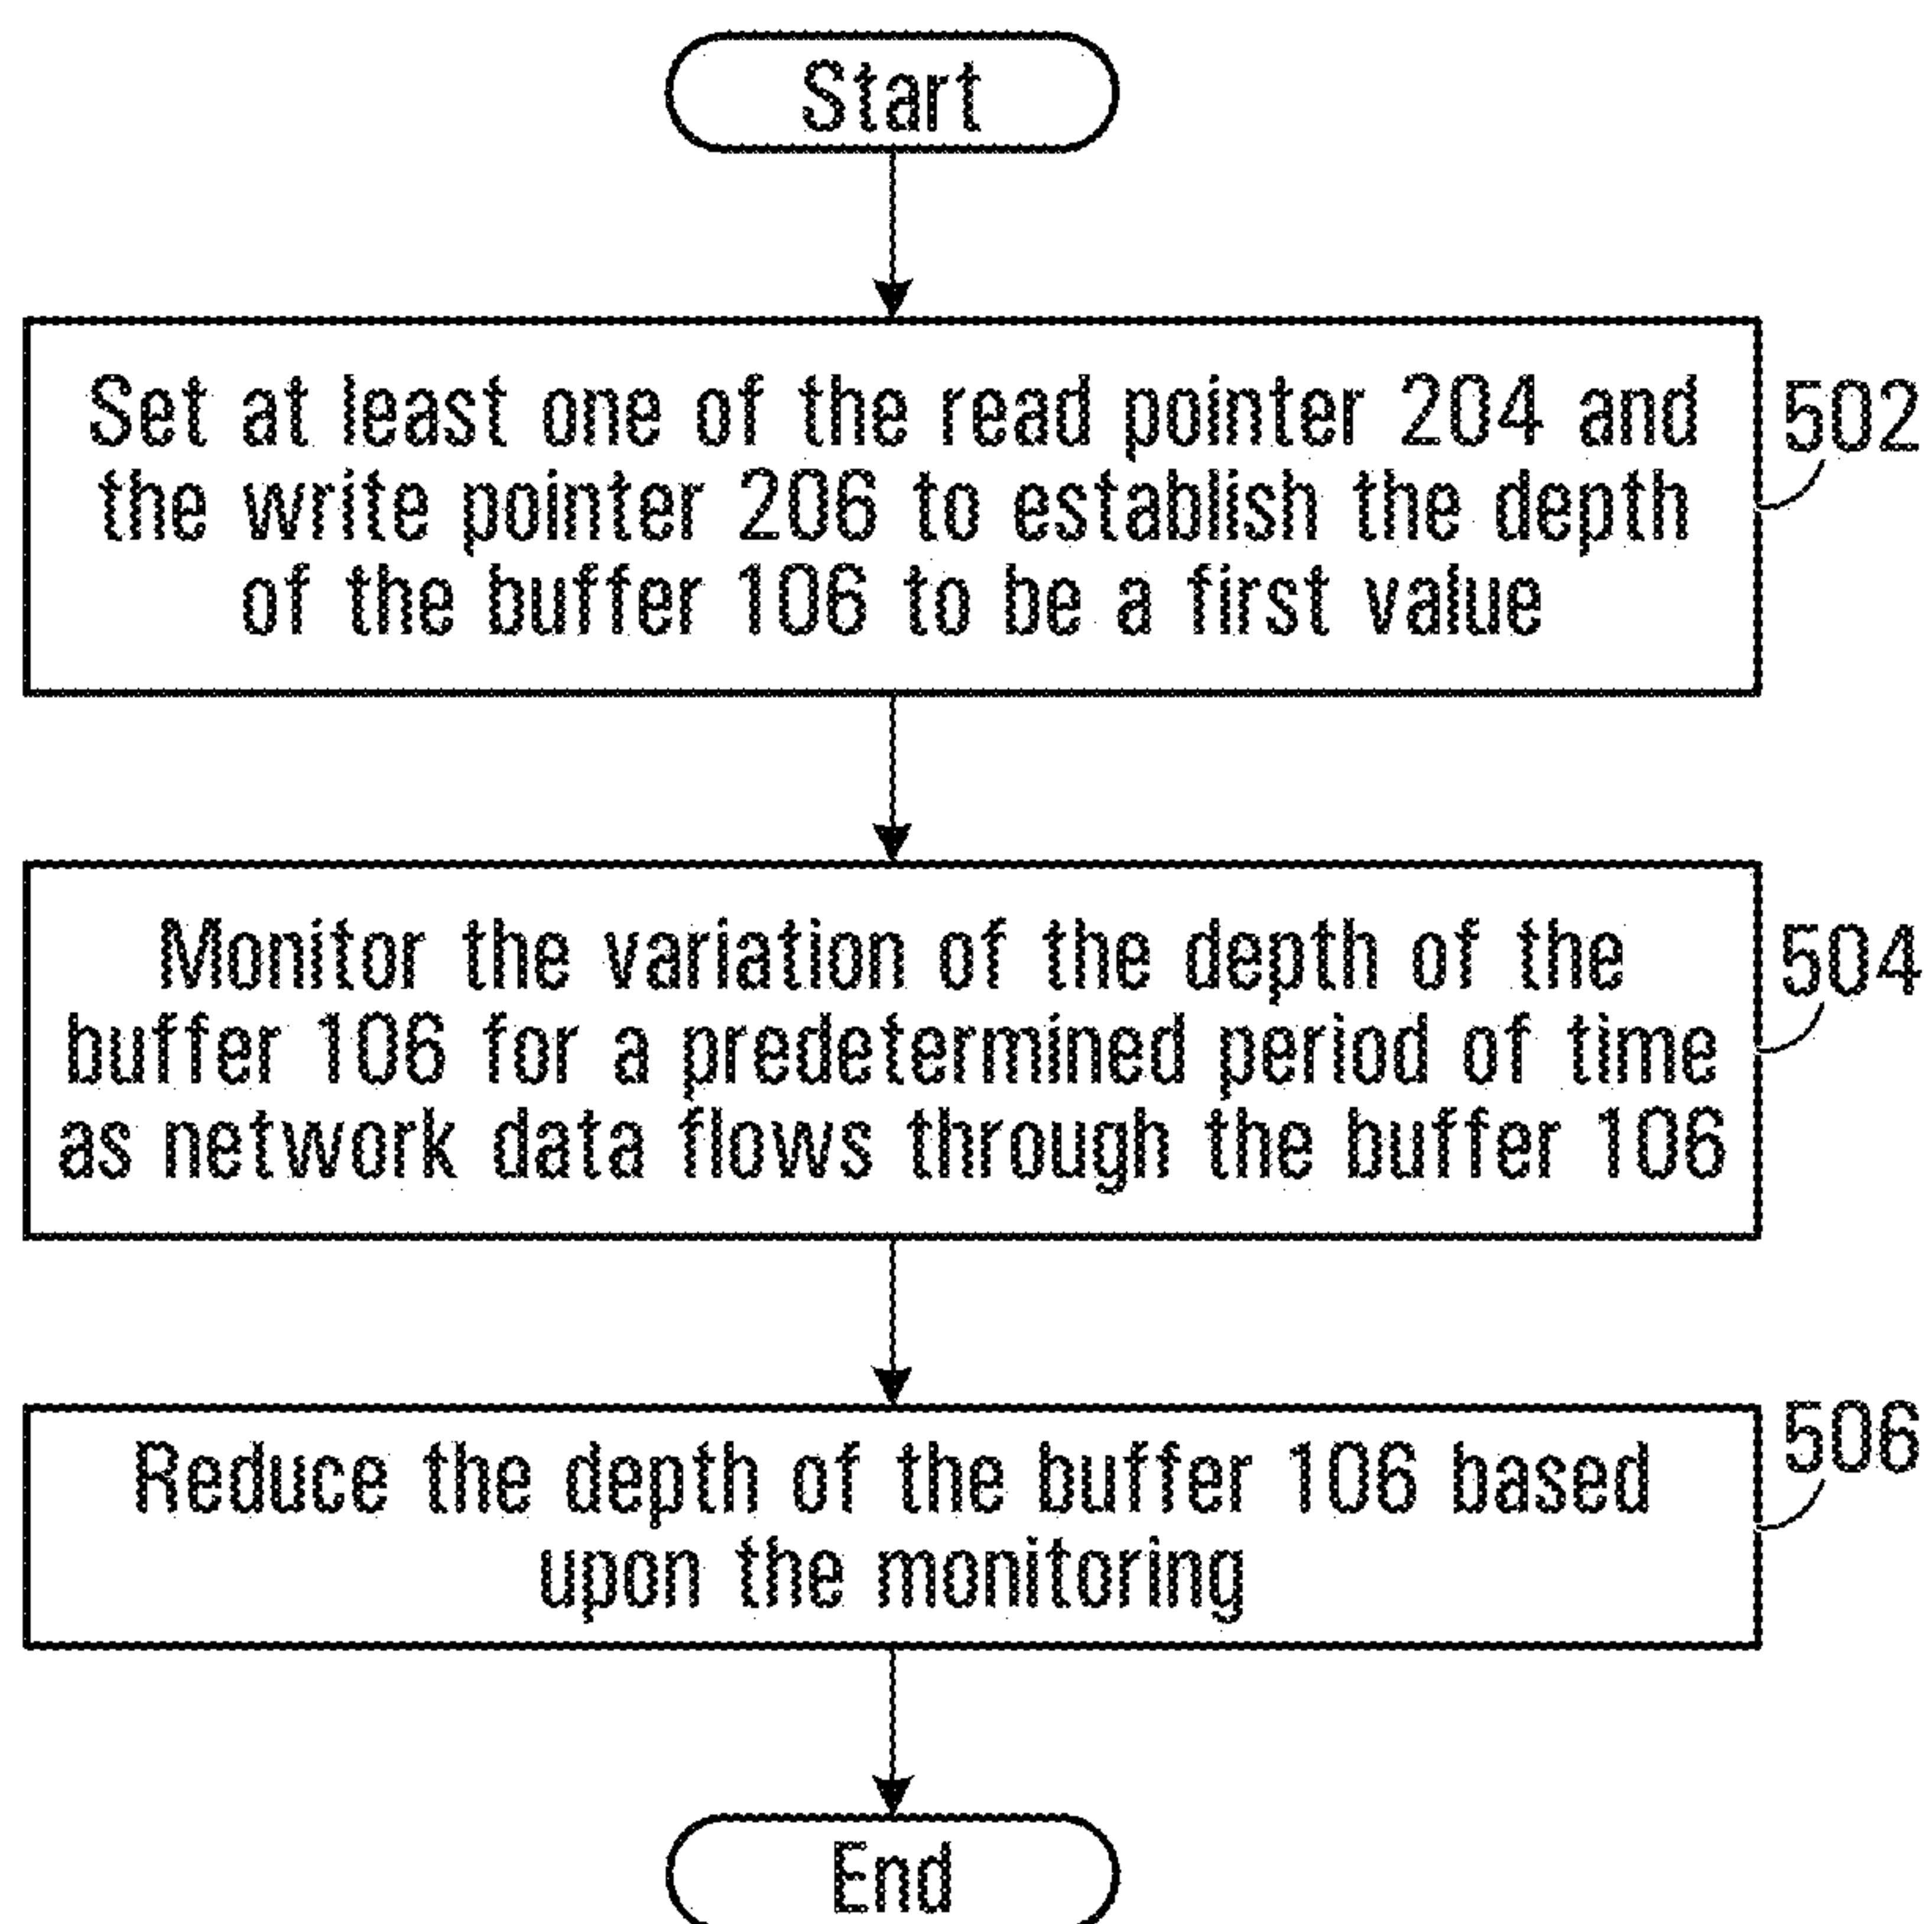 Start
Set at least one of the read pointer 204 and
the write pointer 206 to establish the depth
of the buffer 106 to be a first value
502
Monitor the variation of the depth of the
buffer 106 for a predetermined period of time
as network data flows through the buffer 106
504
Reduce the depth of the buffer 106 based
upon the monitoring
506
End